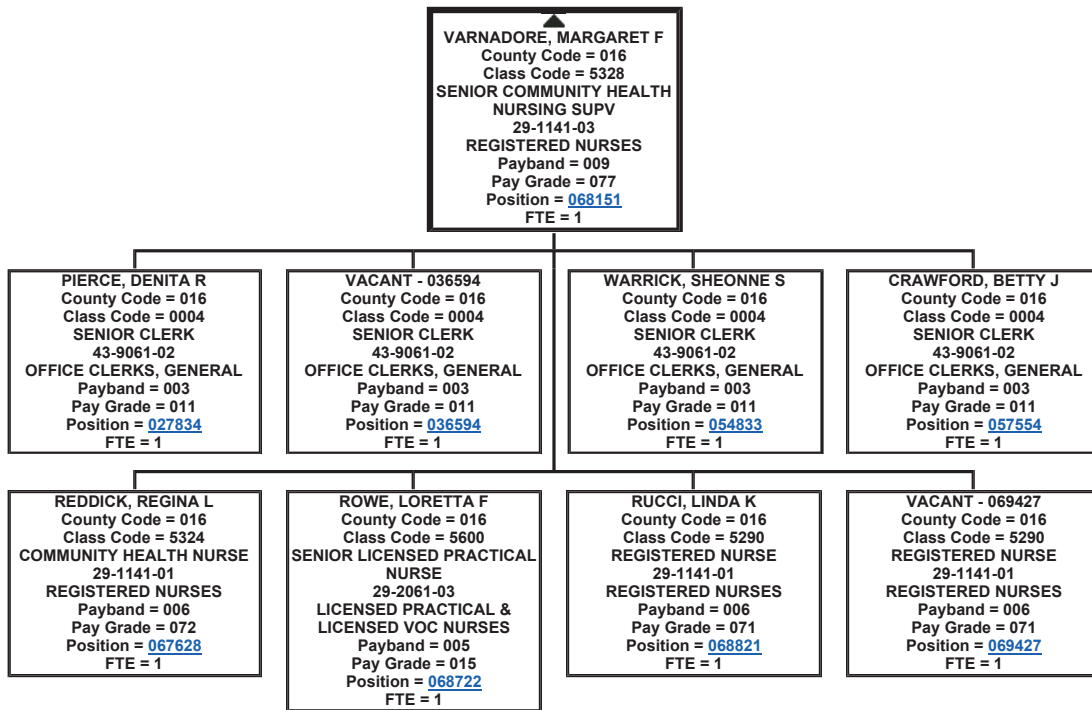 VARNADORE, MARGARET F
County Code = 016
Class Code = 5328
SENIOR COMMUNITY HEALTH
NURSING SUPV
29-1141-03
REGISTERED NURSES
Payband = 009
Pay Grade = 077
Position = 068151
FTE = 1
PIERCE, DENITA R
County Code = 016
Class Code = 0004
SENIOR CLERK
43-9061-02
OFFICE CLERKS, GENERAL
Payband = 003
Pay Grade = 011
Position = 027834
FTE = 1
VACANT - 036594
County Code = 016
Class Code = 0004
SENIOR CLERK
43-9061-02
OFFICE CLERKS, GENERAL
Payband = 003
Pay Grade = 011
Position = 036594
FTE = 1
WARRICK, SHEONNE S
County Code = 016
Class Code = 0004
SENIOR CLERK
43-9061-02
OFFICE CLERKS, GENERAL
Payband = 003
Pay Grade = 011
Position = 054833
FTE = 1
CRAWFORD, BETTY J
County Code = 016
Class Code = 0004
SENIOR CLERK
43-9061-02
OFFICE CLERKS, GENERAL
Payband = 003
Pay Grade = 011
Position = 057554
FTE = 1
REDDICK, REGINA L
County Code = 016
Class Code = 5324
COMMUNITY HEALTH NURSE
29-1141-01
REGISTERED NURSES
Payband = 006
Pay Grade = 072
Position = 067628
FTE = 1
ROWE, LORETTA F
County Code = 016
Class Code = 5600
SENIOR LICENSED PRACTICAL
NURSE
29-2061-03
LICENSED PRACTICAL &
LICENSED VOC NURSES
Payband = 005
Pay Grade = 015
Position = 068722
FTE = 1
RUCCI, LINDA K
County Code = 016
Class Code = 5290
REGISTERED NURSE
29-1141-01
REGISTERED NURSES
Payband = 006
Pay Grade = 071
Position = 068821
FTE = 1
VACANT - 069427
County Code = 016
Class Code = 5290
REGISTERED NURSE
29-1141-01
REGISTERED NURSES
Payband = 006
Pay Grade = 071
Position = 069427
FTE = 1